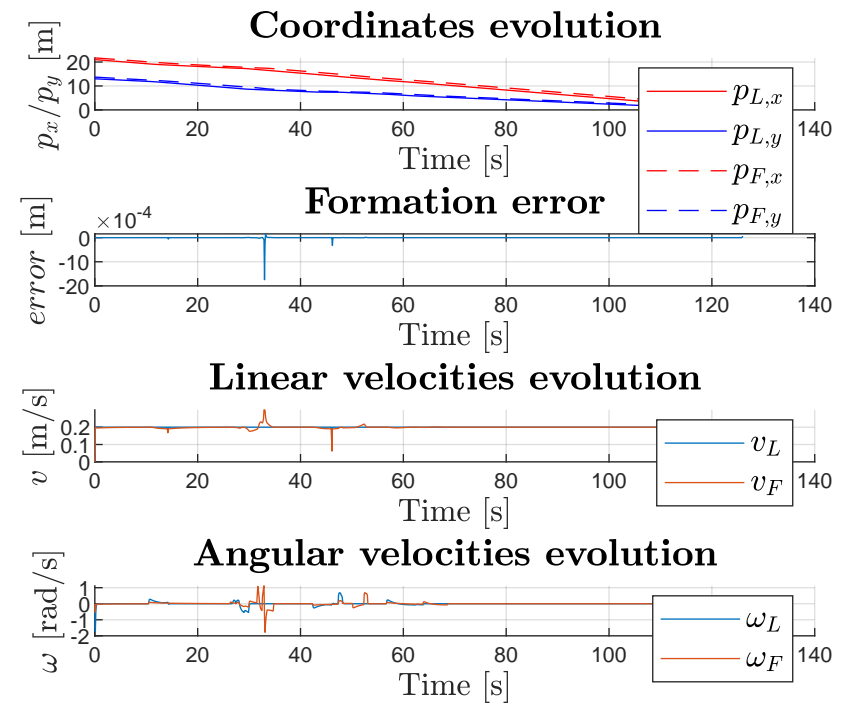 Coordinates evolution
p_x/p_y [m]
20
10
0
0 20 40 60 80 100 140
Time [s]
p_{L,x}
p_{L,y}
p_{F,x}
p_{F,y}
Formation error
×10^{-4}
error [m]
0
-10
-20
0 20 40 60 80 100 120 140
Time [s]
Linear velocities evolution
v [m/s]
0.2
0.1
0
0 20 40 60 80 100 140
Time [s]
v_L
v_F
Angular velocities evolution
ω [rad/s]
1
0
-1
-2
0 20 40 60 80 100 140
Time [s]
ω_L
ω_F